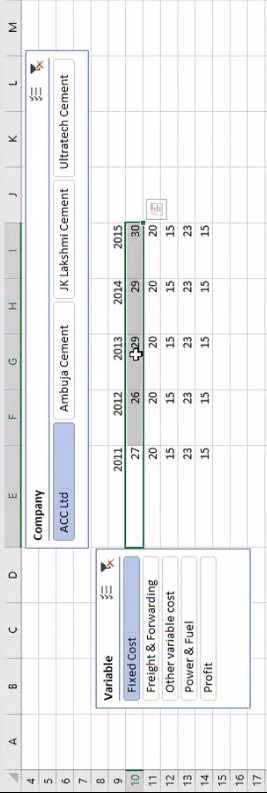 A B C D E F G H I J K L M
4
5 Company
6 ACC Ltd Ambuja Cement JK Lakshmi Cement Ultratech Cement
7
8 Variable
9 2011 2012 2013 2014 2015
10 Fixed Cost 27 26 29 29 30
11 Freight & Forwarding 20 20 20 20 20
12 Other variable cost 15 15 15 15 15
13 Power & Fuel 23 23 23 23 23
14 Profit 15 15 15 15 15
15
16
17